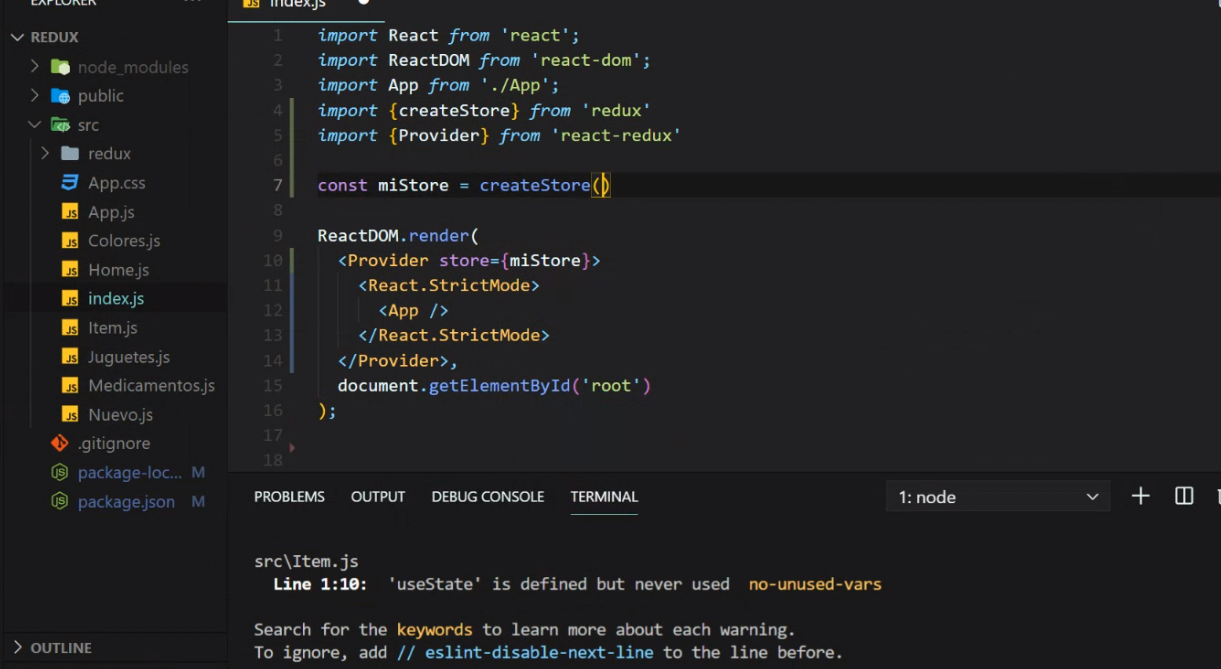 EXPLORER ...
REDUX
node_modules
public
src
redux
App.css
App.js
Colores.js
Home.js
index.js
Item.js
Juguetes.js
Medicamentos.js
Nuevo.js
.gitignore
package-loc... M
package.json M
OUTLINE
JS index.js
1 import React from 'react';
2 import ReactDOM from 'react-dom';
3 import App from './App';
4 import {createStore} from 'redux'
5 import {Provider} from 'react-redux'
6
7 const miStore = createStore()
8
9 ReactDOM.render(
10 <Provider store={miStore}>
11 <React.StrictMode>
12 <App />
13 </React.StrictMode>
14 </Provider>,
15 document.getElementById('root')
16 );
17
18
PROBLEMS OUTPUT DEBUG CONSOLE TERMINAL 1: node
src\Item.js
Line 1:10: 'useState' is defined but never used no-unused-vars
Search for the keywords to learn more about each warning.
To ignore, add // eslint-disable-next-line to the line before.